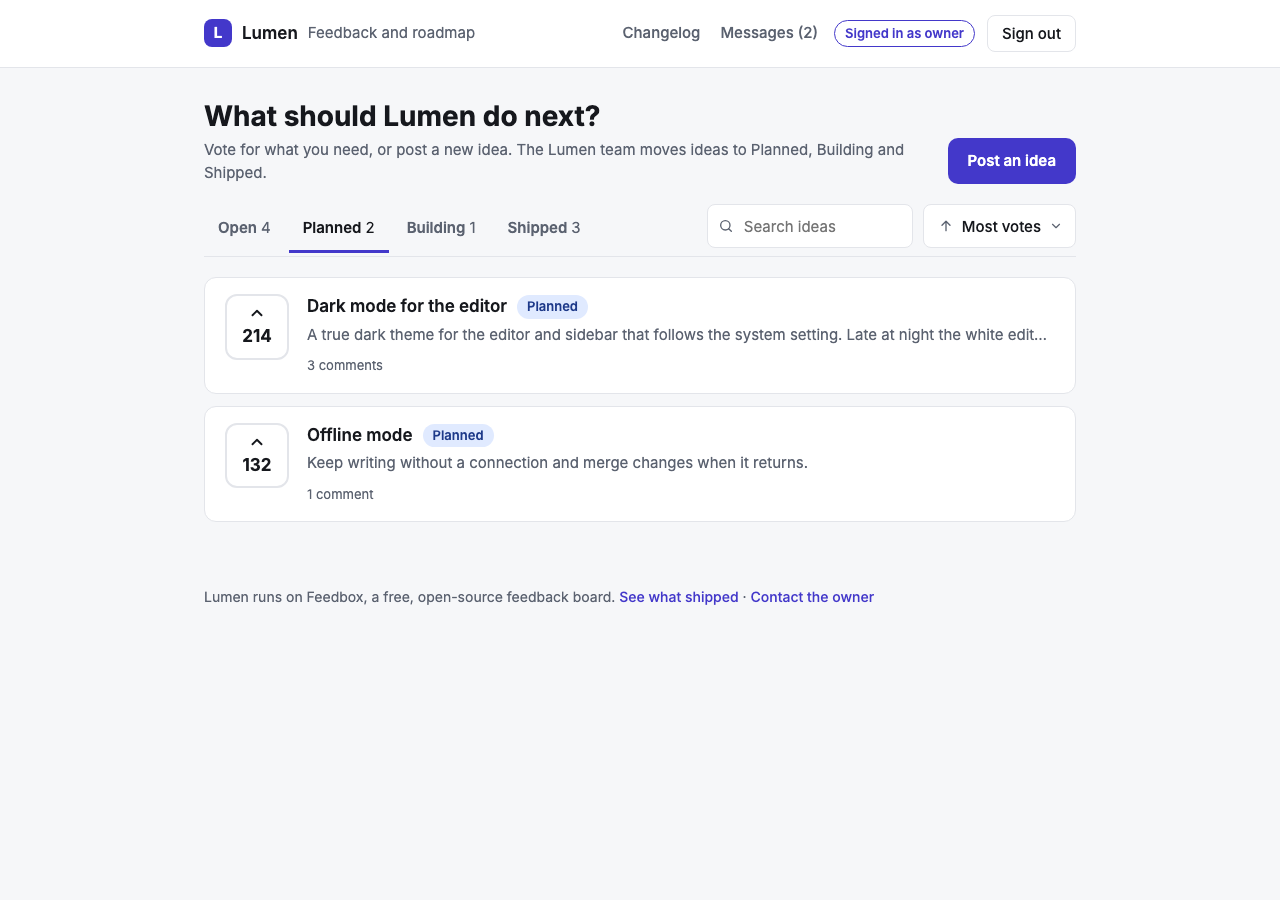 L Lumen Feedback and roadmap Changelog Messages (2) Signed in as owner Sign out
What should Lumen do next?
Vote for what you need, or post a new idea. The Lumen team moves ideas to Planned, Building and
Shipped.
Post an idea
Open 4 Planned 2 Building 1 Shipped 3 Search ideas Most votes
Dark mode for the editor Planned
214
A true dark theme for the editor and sidebar that follows the system setting. Late at night the white edit...
3 comments
Offline mode Planned
132
Keep writing without a connection and merge changes when it returns.
1 comment
Lumen runs on Feedbox, a free, open-source feedback board. See what shipped · Contact the owner